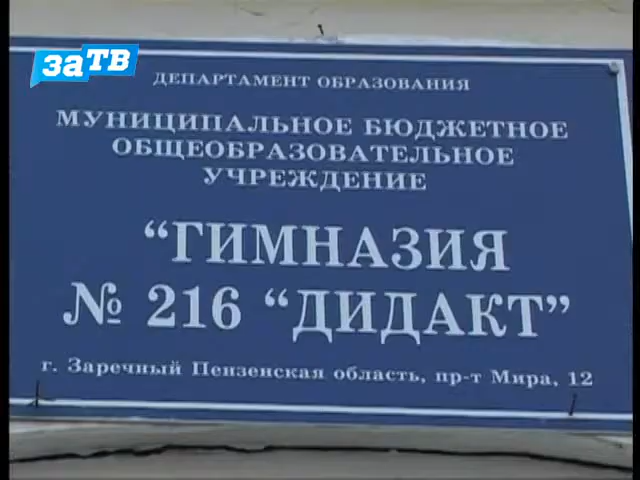 заТВ
ДЕПАРТАМЕНТ ОБРАЗОВАНИЯ
МУНИЦИПАЛЬНОЕ БЮДЖЕТНОЕ
ОБЩЕОБРАЗОВАТЕЛЬНОЕ
УЧРЕЖДЕНИЕ
“ГИМНАЗИЯ
№ 216 “ДИДАКТ”
г. Заречный Пензенская область, пр-т Мира, 12